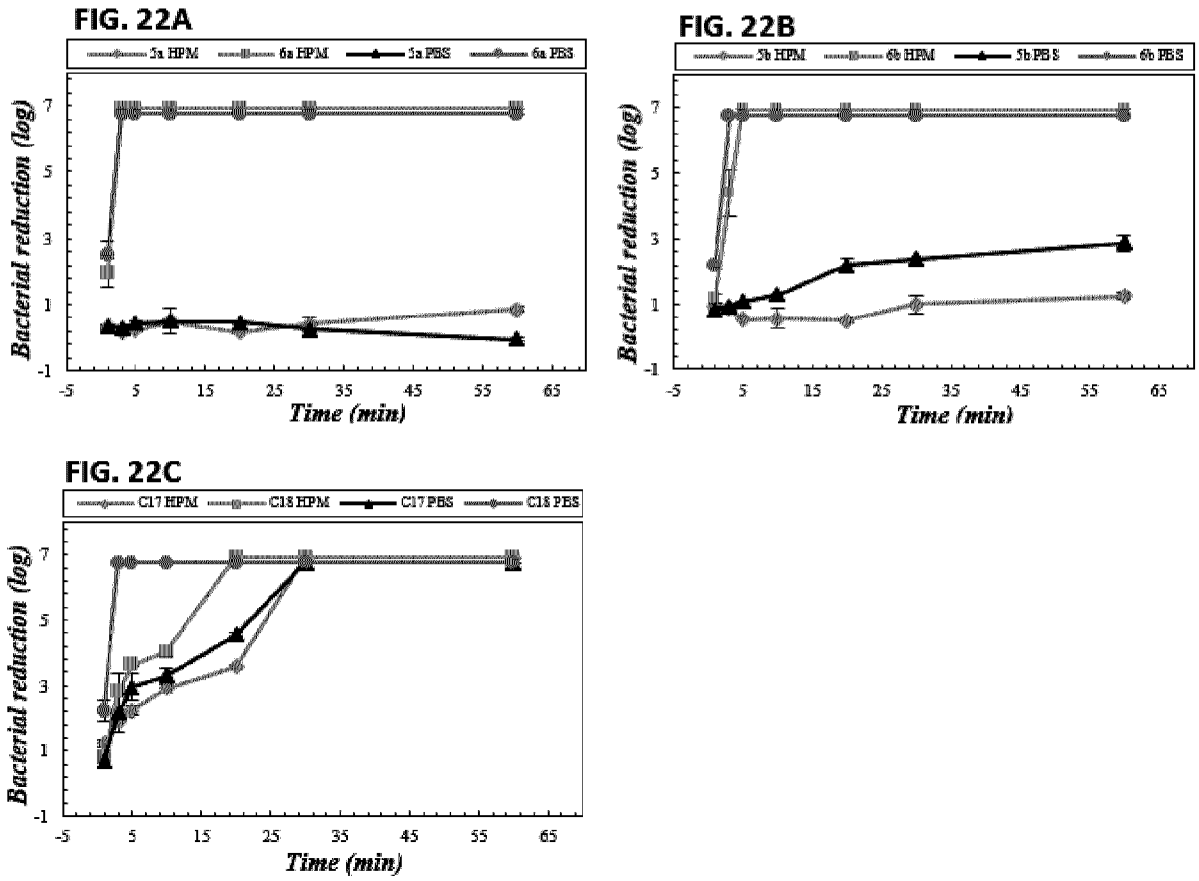 FIG. 22A
5a HPM 6a HPM 5a PBS 6a PBS
Bacterial reduction (log)
7
5
3
1
-1
-5 5 15 25 35 45 55 65
Time (min)
FIG. 22B
5b HPM 6b HPM 5b PBS 6b PBS
Bacterial reduction (log)
7
5
3
1
-1
-5 5 15 25 35 45 55 65
Time (min)
FIG. 22C
C17 HPM C18 HPM C17 PBS C18 PBS
Bacterial reduction (log)
7
5
3
1
-1
-5 5 15 25 35 45 55 65
Time (min)